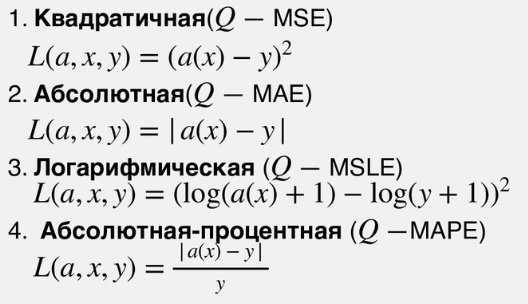 1. Квадратичная(Q — MSE)
L(a, x, y) = (a(x) − y)²
2. Абсолютная(Q — MAE)
L(a, x, y) = |a(x) − y|
3. Логарифмическая (Q — MSLE)
L(a, x, y) = (log(a(x) + 1) − log(y + 1))²
4. Абсолютная-процентная (Q —MAPE)
L(a, x, y) = |a(x) − y| / y